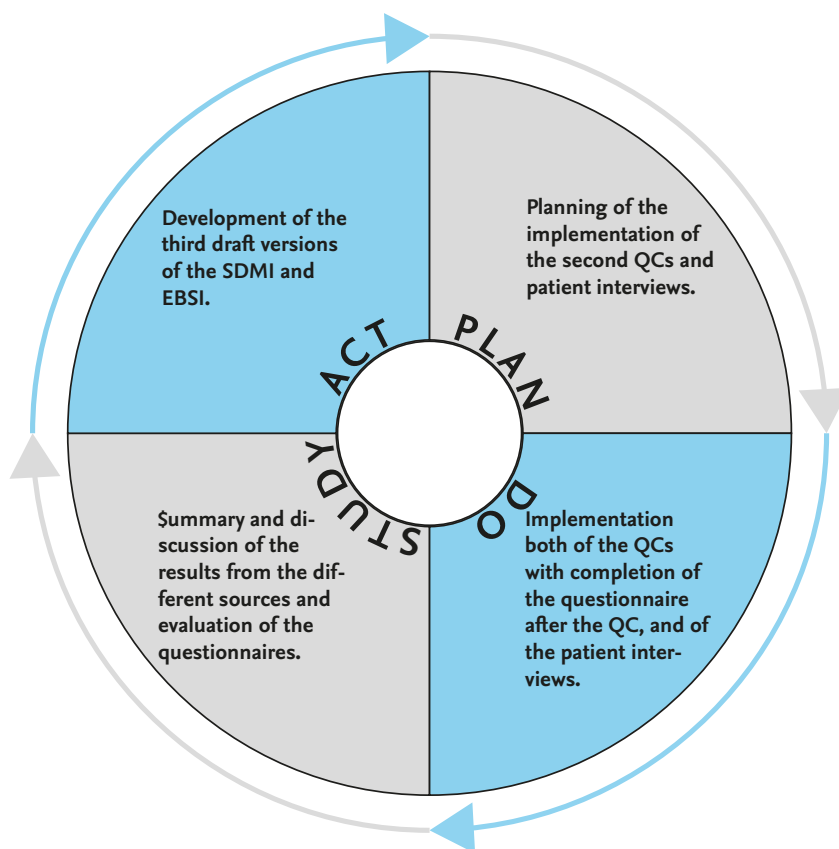 Development of the
third draft versions
of the SDMI and
EBSI.
Planning of the
implementation of
the second QCs and
patient interviews.
ACT
PLAN
STUDY
DO
Summary and di-
scussion of the
results from the dif-
ferent sources and
evaluation of the
questionnaires.
Implementation
both of the QCs
with completion of
the questionnaire
after the QC, and of
the patient inter-
views.